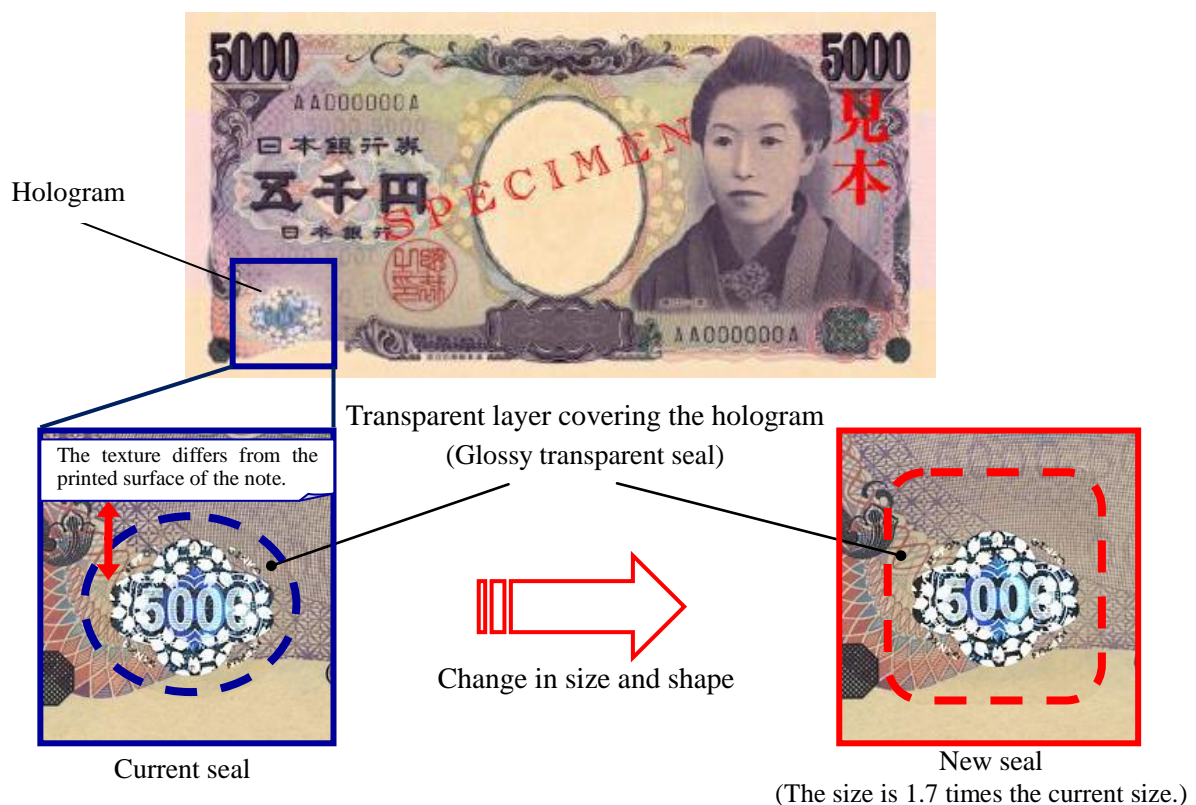 5000
5000
AA000000A
日本銀行券
五千円
日本銀行
SPECIMEN
見本
AA000000A
Hologram
Transparent layer covering the hologram
(Glossy transparent seal)
The texture differs from the
printed surface of the note.
5000
5000
Change in size and shape
Current seal
New seal
(The size is 1.7 times the current size.)